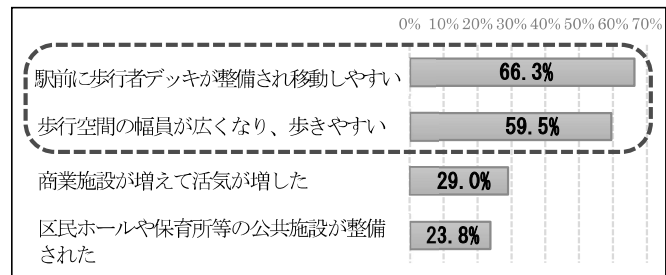 0% 10% 20% 30% 40% 50% 60% 70%
駅前に歩行者デッキが整備され移動しやすい
66.3%
歩行空間の幅員が広くなり、歩きやすい
59.5%
商業施設が増えて活気が増した
29.0%
区民ホールや保育所等の公共施設が整備
された
23.8%